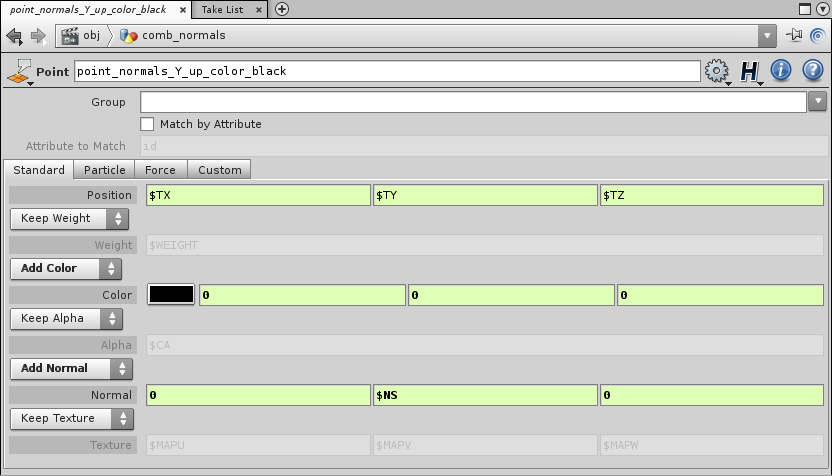 point_normals_Y_up_color_black × Take List ×
obj comb_normals
Point point_normals_Y_up_color_black H i ?
Group
Match by Attribute
Attribute to Match id
Standard Particle Force Custom
Position $TX $TY $TZ
Keep Weight
Weight $WEIGHT
Add Color
Color 0 0 0
Keep Alpha
Alpha $CA
Add Normal
Normal 0 $NS 0
Keep Texture
Texture $MAPU $MAPV $MAPW